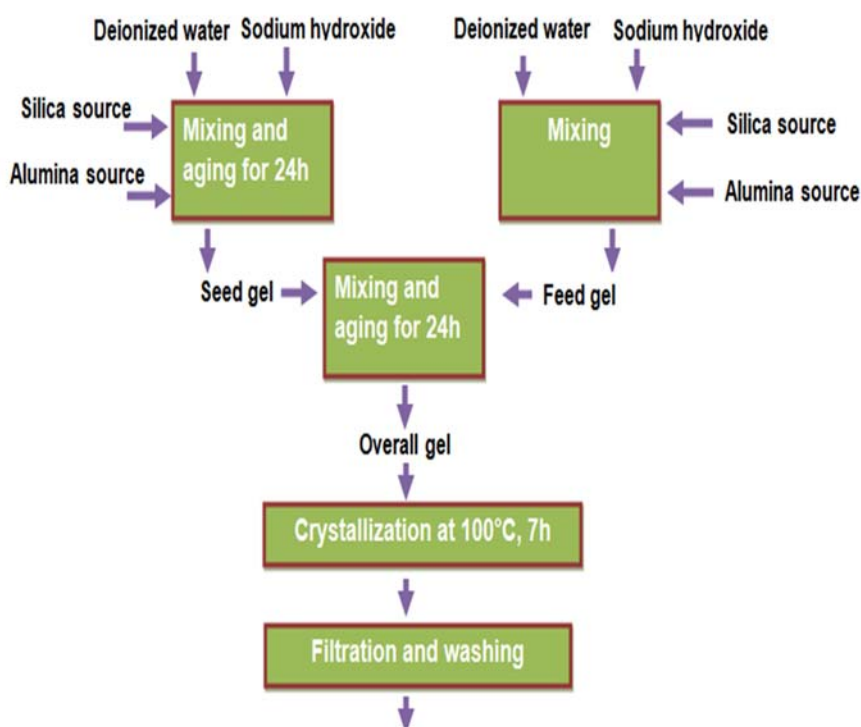 Deionized water
Sodium hydroxide
Deionized water
Sodium hydroxide
Silica source
Mixing and
aging for 24h
Mixing
Silica source
Alumina source
Alumina source
Seed gel
Mixing and
aging for 24h
Feed gel
Overall gel
Crystallization at 100°C, 7h
Filtration and washing